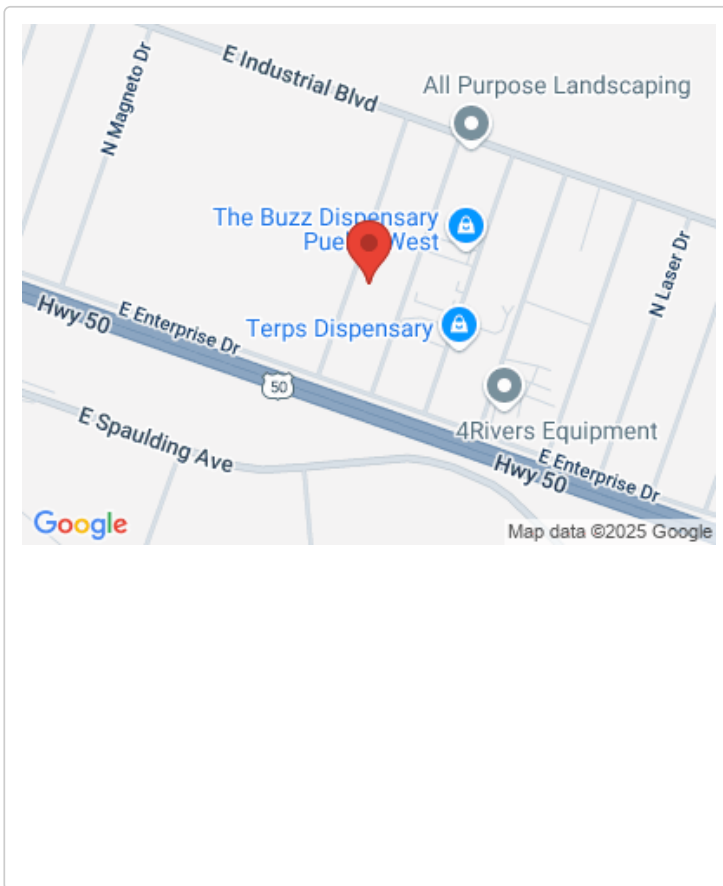 E Industrial Blvd
N Magneto Dr
All Purpose Landscaping
The Buzz Dispensary
Pueblo West
N Laser Dr
Terps Dispensary
E Enterprise Dr
Hwy 50
50
4Rivers Equipment
E Spaulding Ave
Hwy 50
E Enterprise Dr
Google
Map data ©2025 Google